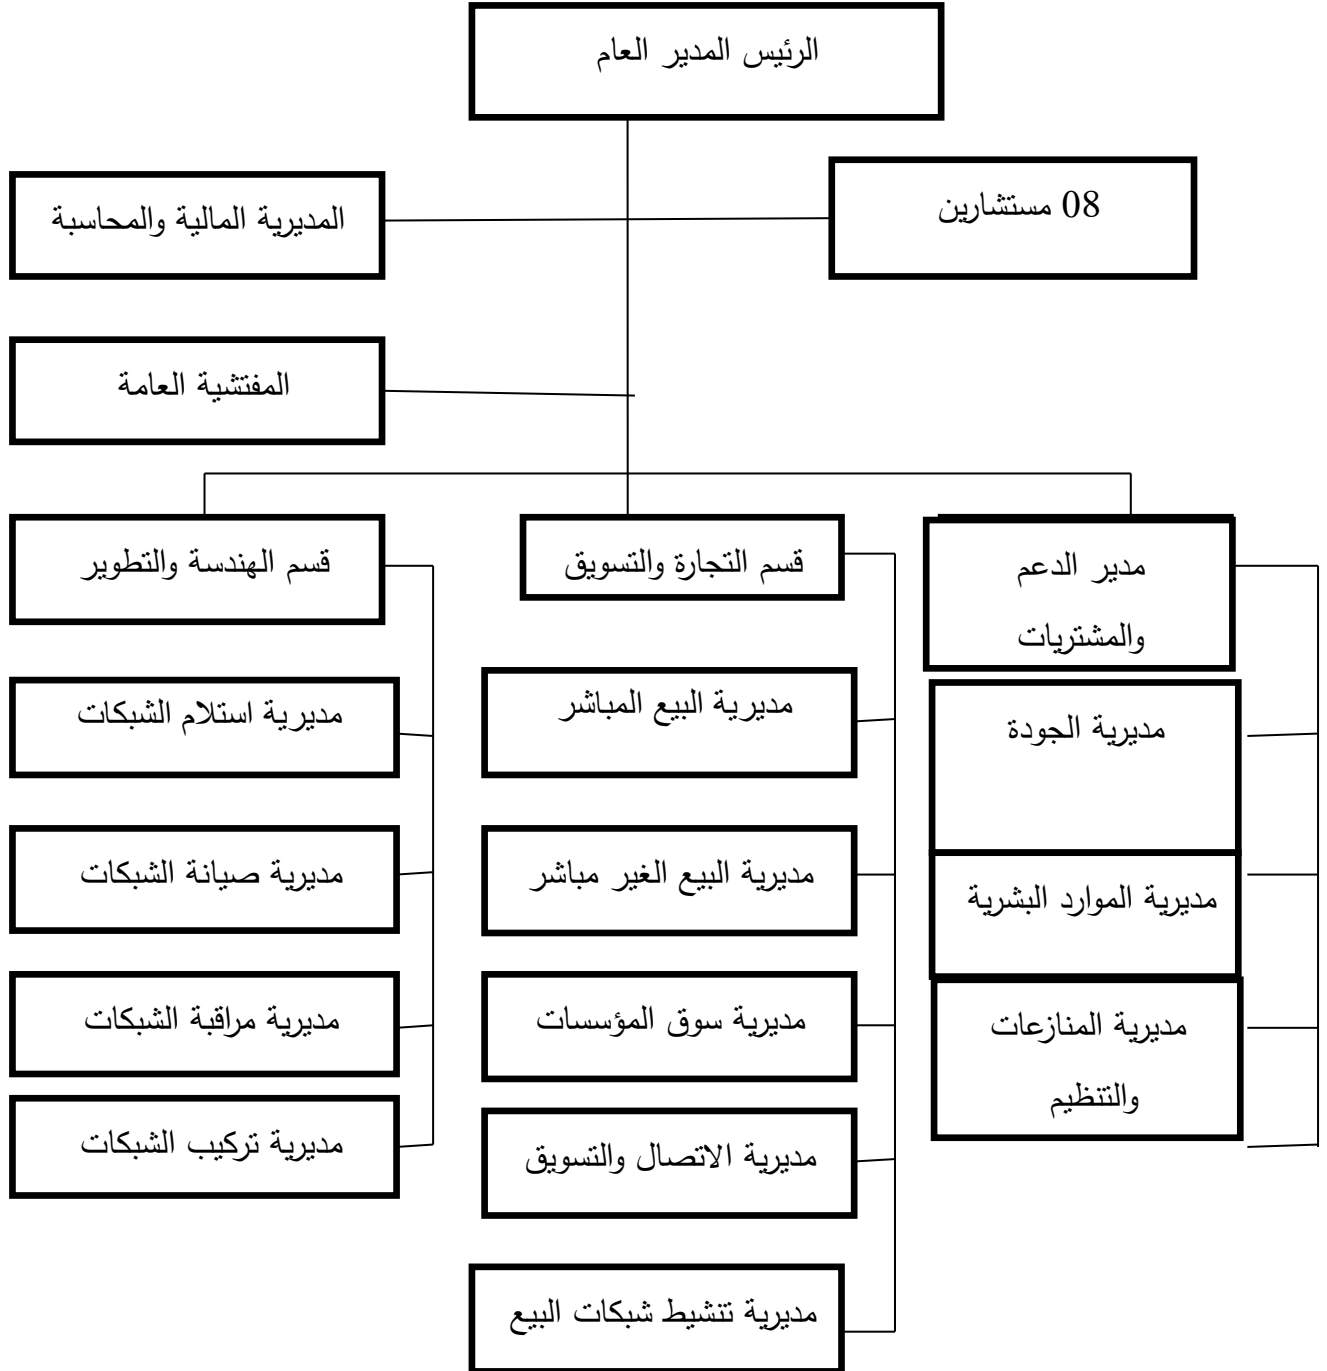 الرئيس المدير العام
08 مستشارين
المديرية المالية والمحاسبة
المفتشية العامة
مدير الدعم
والمشتريات
قسم التجارة والتسويق
قسم الهندسة والتطوير
مديرية الجودة
مديرية البيع المباشر
مديرية استلام الشبكات
مديرية الموارد البشرية
مديرية البيع الغير مباشر
مديرية صيانة الشبكات
مديرية المنازعات
والتنظيم
مديرية سوق المؤسسات
مديرية مراقبة الشبكات
مديرية الاتصال والتسويق
مديرية تركيب الشبكات
مديرية تنشيط شبكات البيع